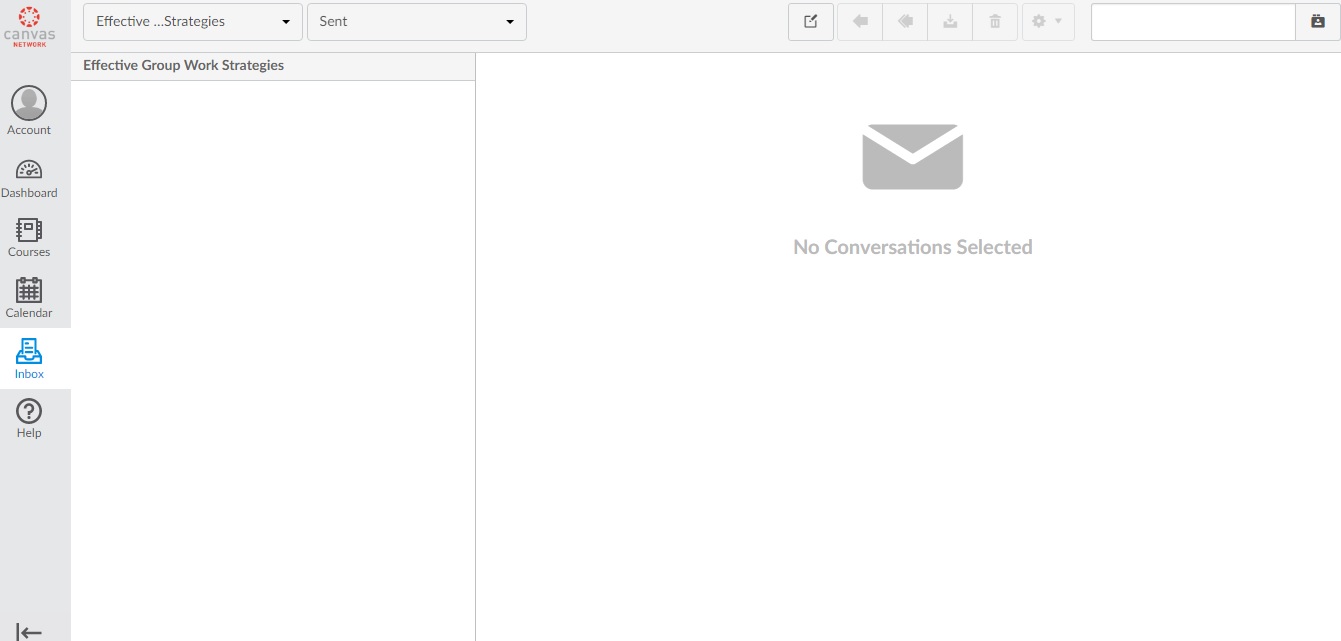 canvas
NETWORK
Effective ...Strategies
Sent
Effective Group Work Strategies
Account
Dashboard
Courses
Calendar
Inbox
Help
No Conversations Selected